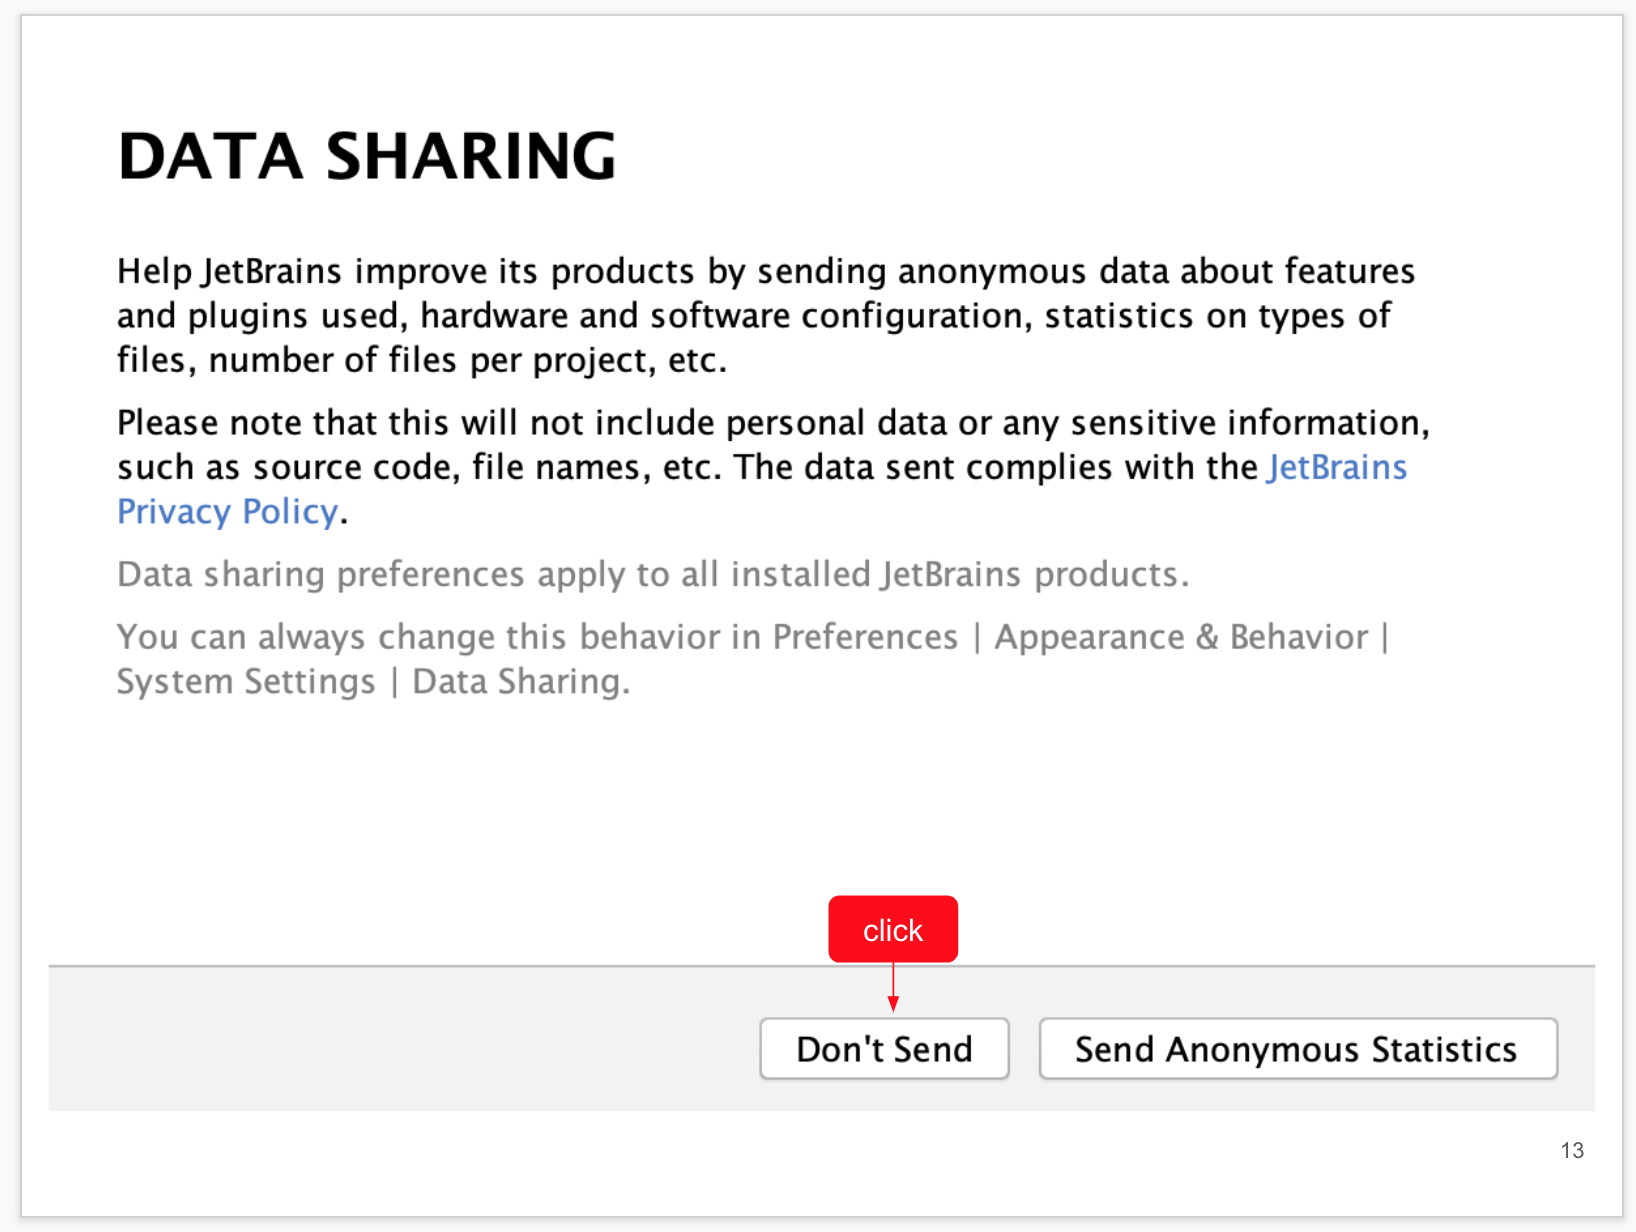 DATA SHARING
Help JetBrains improve its products by sending anonymous data about features
and plugins used, hardware and software configuration, statistics on types of
files, number of files per project, etc.
Please note that this will not include personal data or any sensitive information,
such as source code, file names, etc. The data sent complies with the JetBrains
Privacy Policy.
Data sharing preferences apply to all installed JetBrains products.
You can always change this behavior in Preferences | Appearance & Behavior |
System Settings | Data Sharing.
click
Don't Send
Send Anonymous Statistics
13